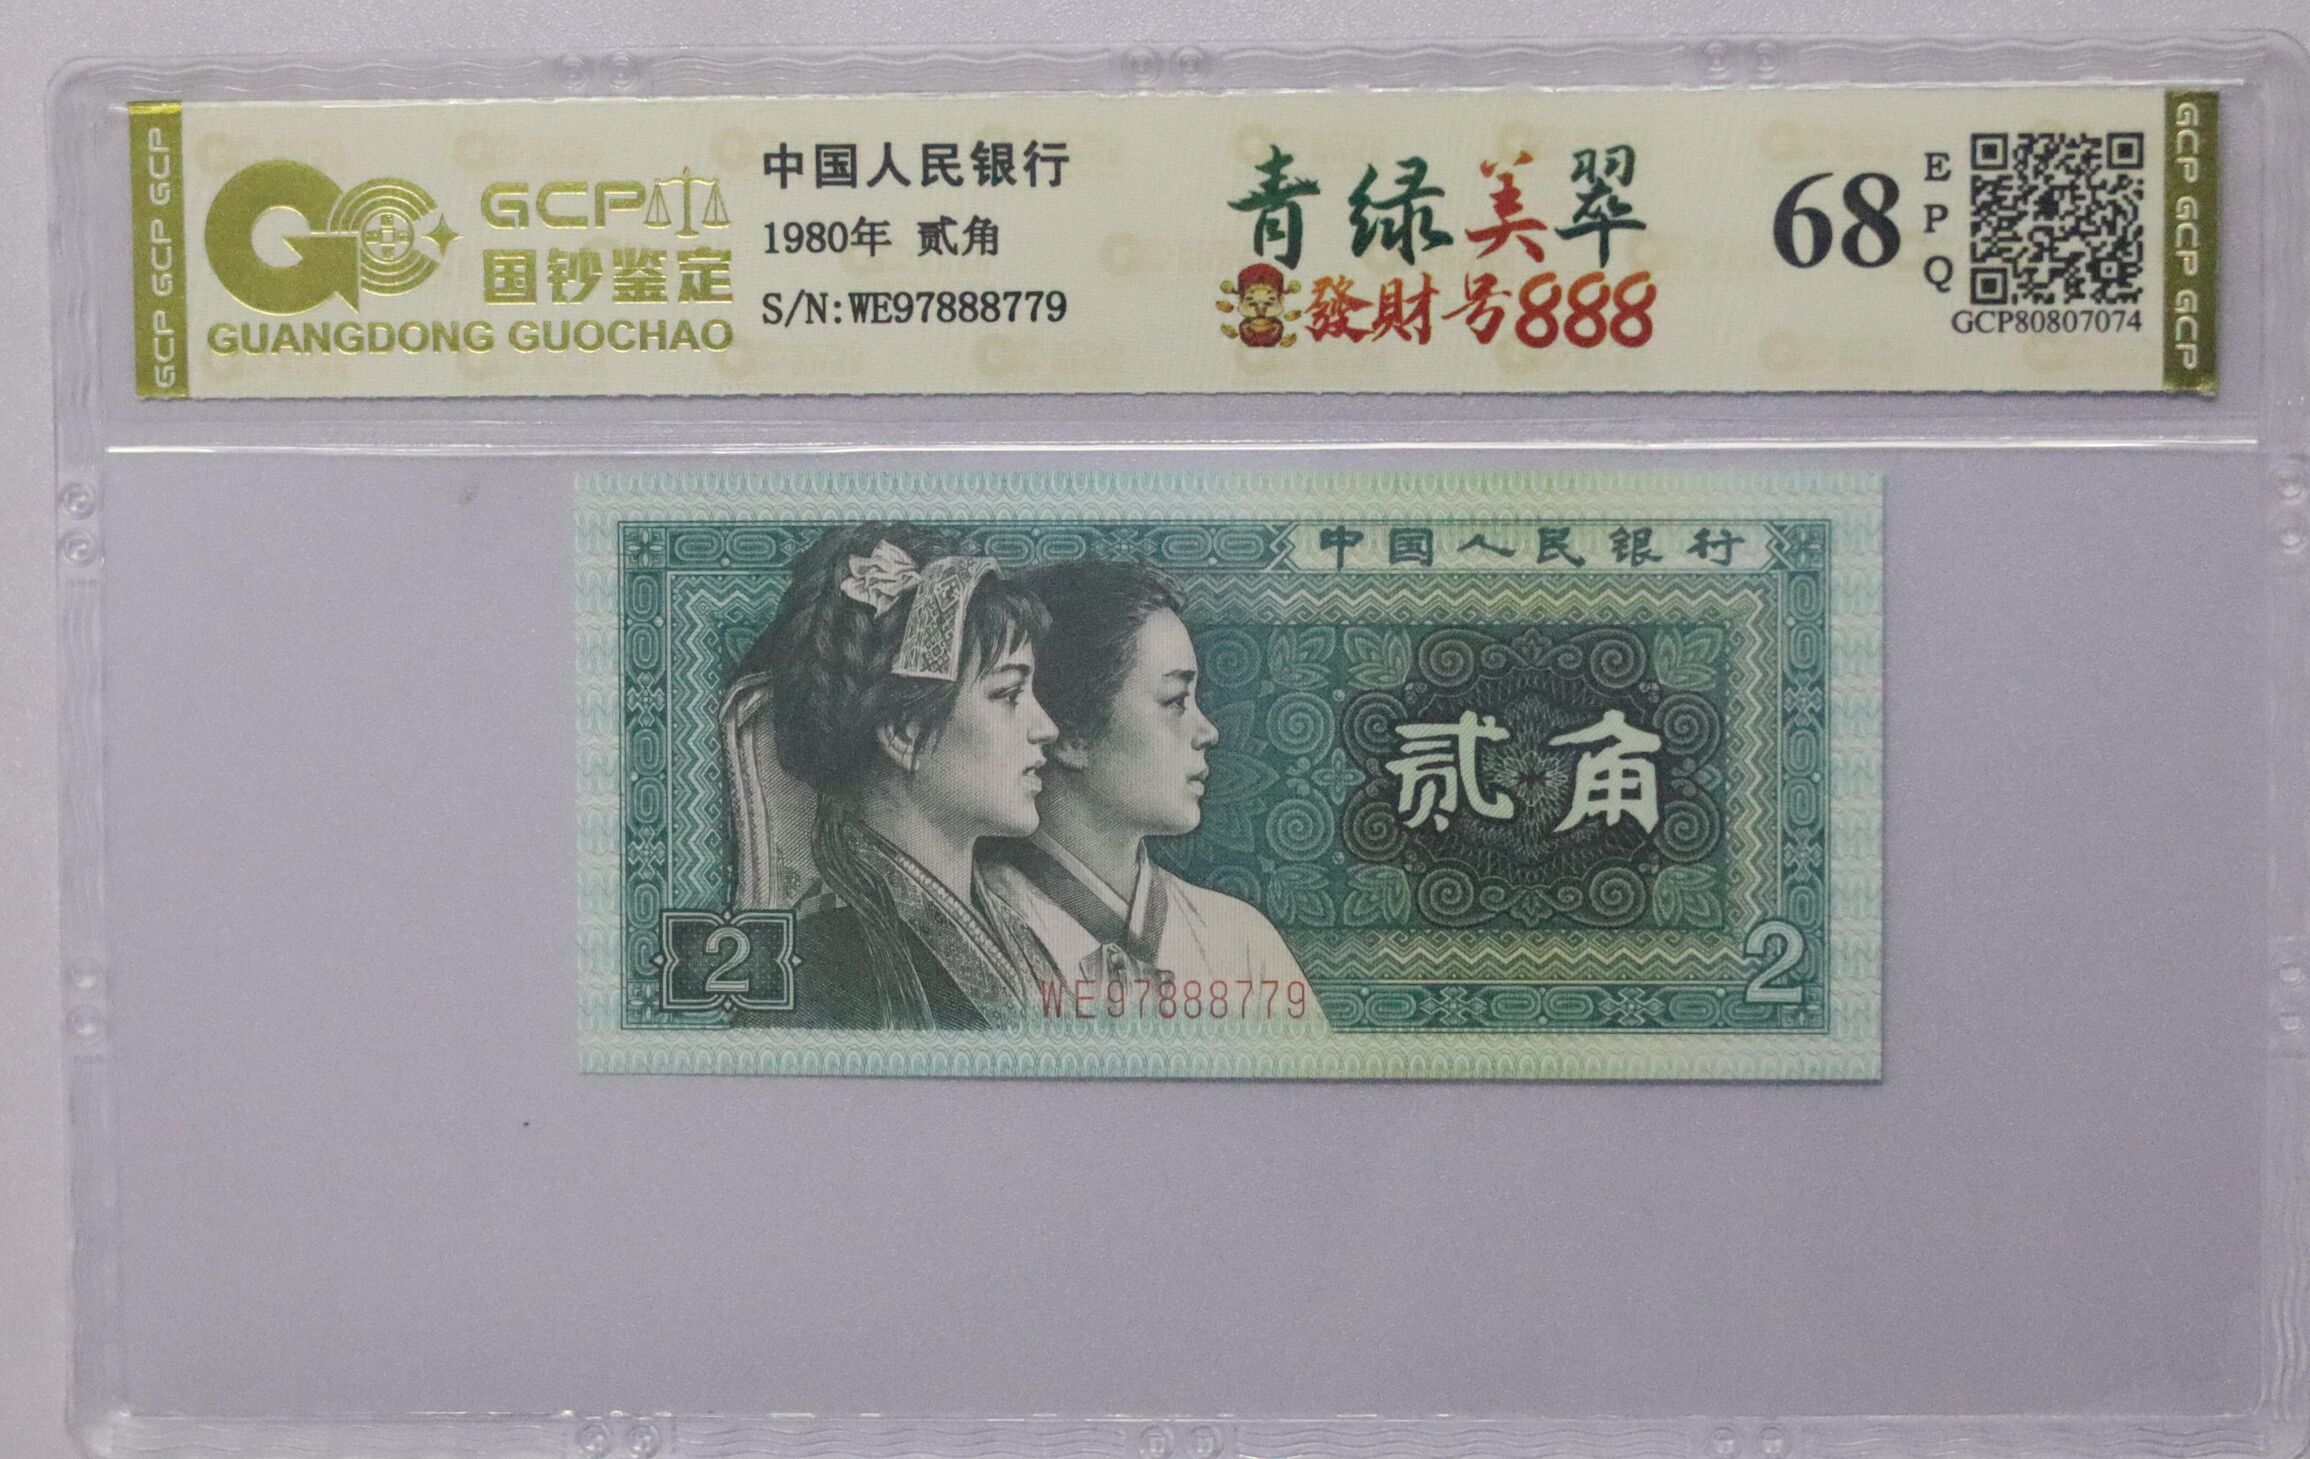 GCP GCP GCP
GCP
国钞鉴定
GUANGDONG GUOCHAO
中国人民银行
1980年 贰角
S/N:WE97888779
青绿美翠
發財号888
68
E
P
Q
GCP80807074
GCP GCP GCP
中国人民银行
贰角
2
2
WE97888779